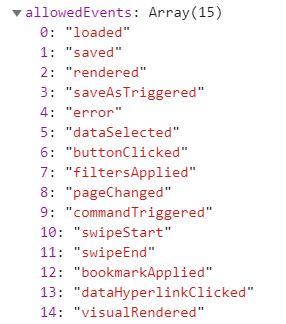 allowedEvents: Array(15)
0: "loaded"
1: "saved"
2: "rendered"
3: "saveAsTriggered"
4: "error"
5: "dataSelected"
6: "buttonClicked"
7: "filtersApplied"
8: "pageChanged"
9: "commandTriggered"
10: "swipeStart"
11: "swipeEnd"
12: "bookmarkApplied"
13: "dataHyperlinkClicked"
14: "visualRendered"